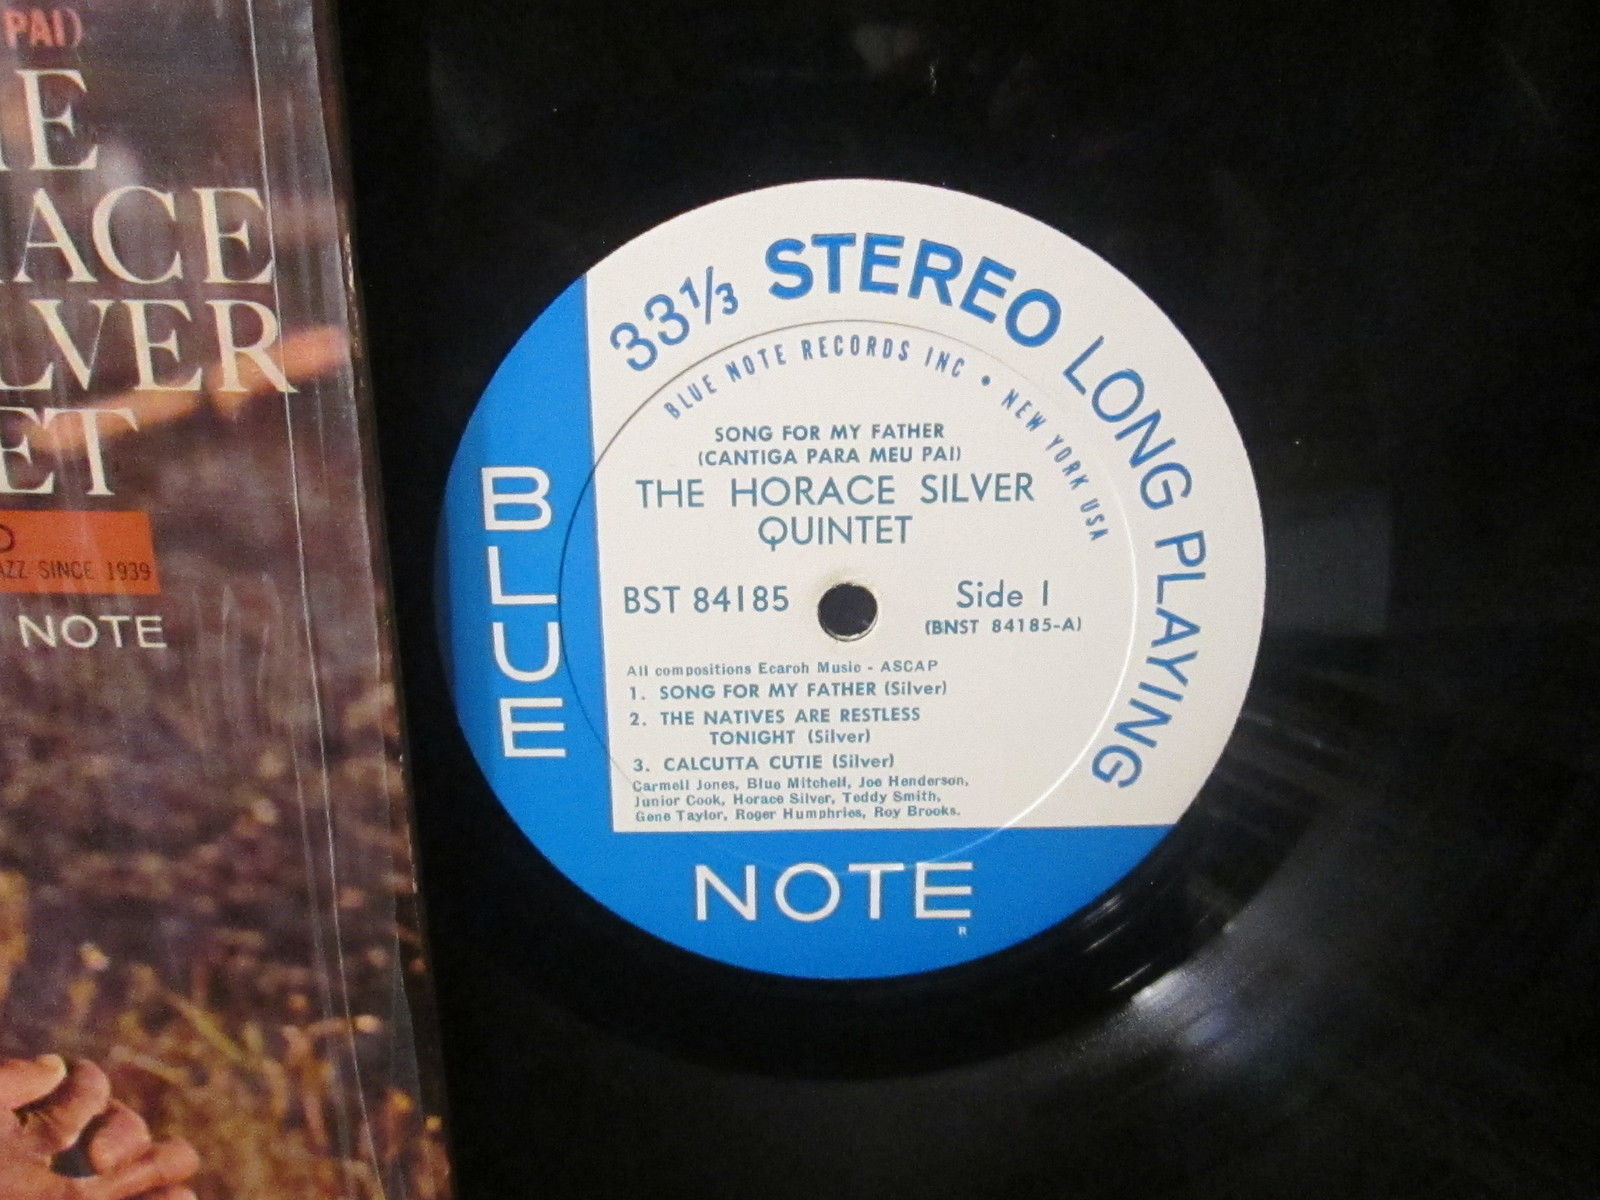 PAI)
E
ACE
LVER
ET
JAZZ SINCE 1939
NOTE
33 1/3 STEREO LONG PLAYING
BLUE NOTE RECORDS INC • NEW YORK USA
SONG FOR MY FATHER
(CANTIGA PARA MEU PAI)
THE HORACE SILVER
QUINTET
BST 84185
Side 1
(BNST 84185-A)
All compositions Ecaroh Music - ASCAP
1. SONG FOR MY FATHER (Silver)
2. THE NATIVES ARE RESTLESS
TONIGHT (Silver)
3. CALCUTTA CUTIE (Silver)
Carmell Jones, Blue Mitchell, Joe Henderson,
Junior Cook, Horace Silver, Teddy Smith,
Gene Taylor, Roger Humphries, Roy Brooks.
BLUE
NOTE
R